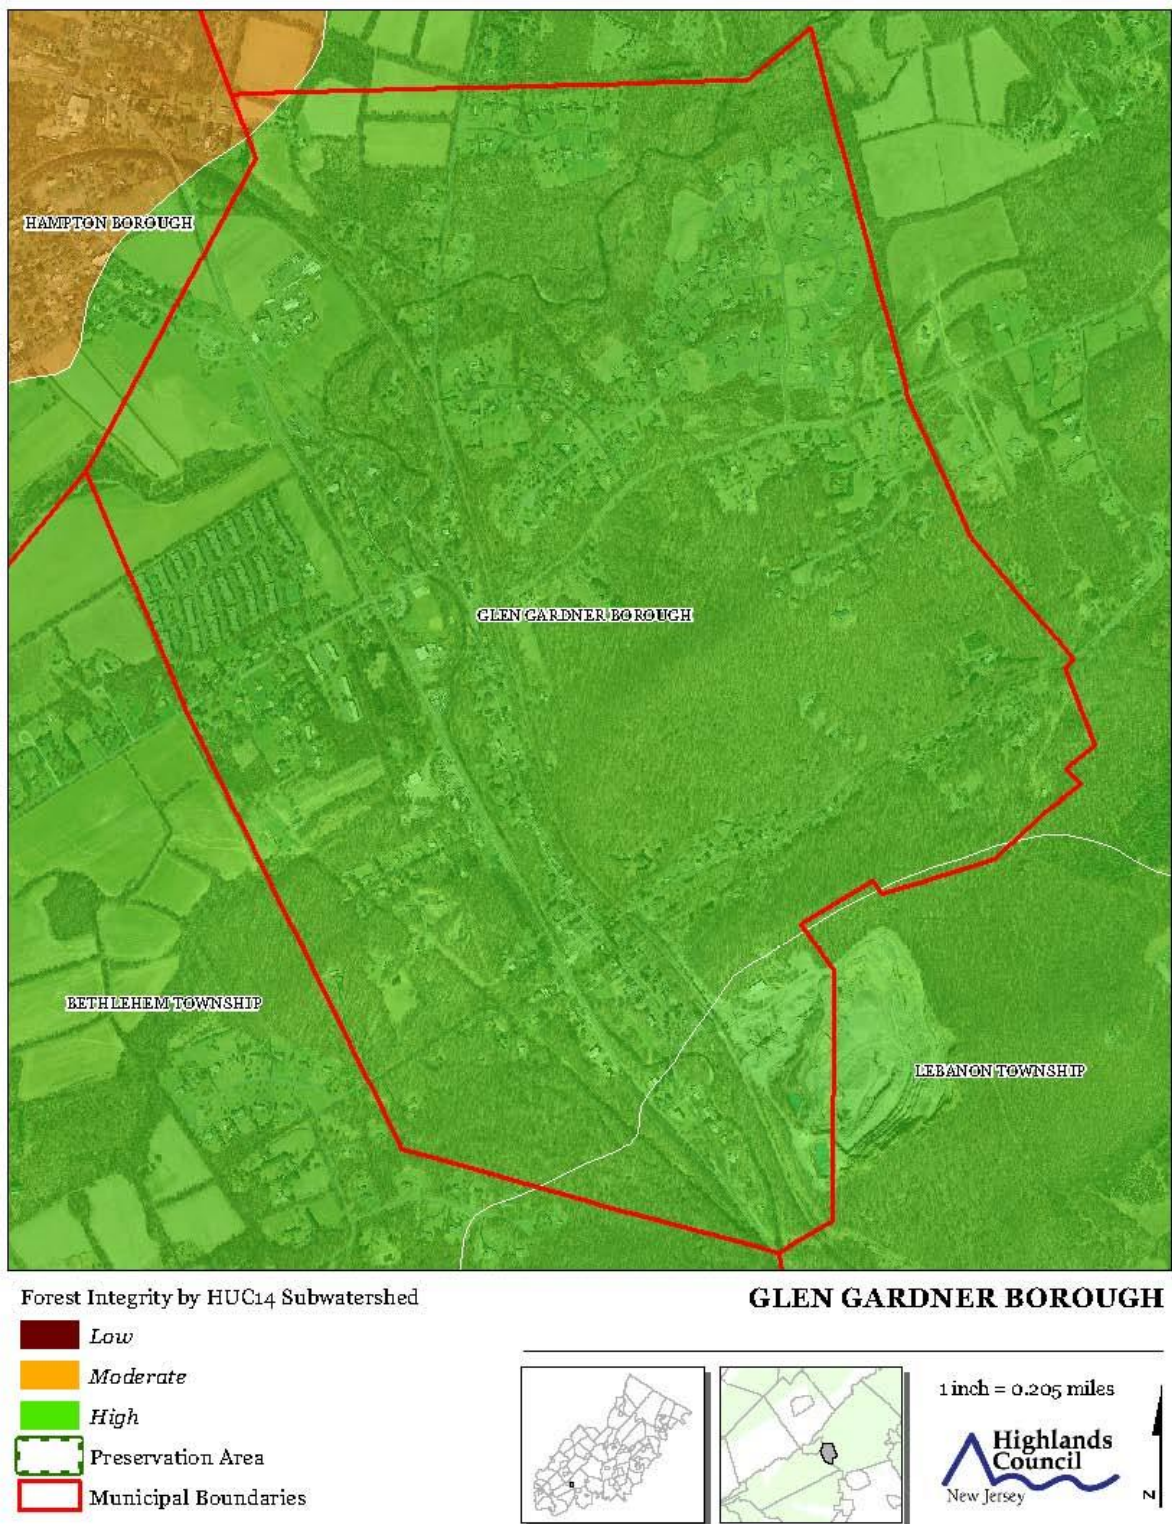 HAMPTON BOROUGH
GLEN GARDNER BOROUGH
BETHLEHEM TOWNSHIP
LEBANON TOWNSHIP
Forest Integrity by HUC14 Subwatershed
Low
Moderate
High
Preservation Area
Municipal Boundaries
GLEN GARDNER BOROUGH
1 inch = 0.205 miles
Highlands
Council
New Jersey
N